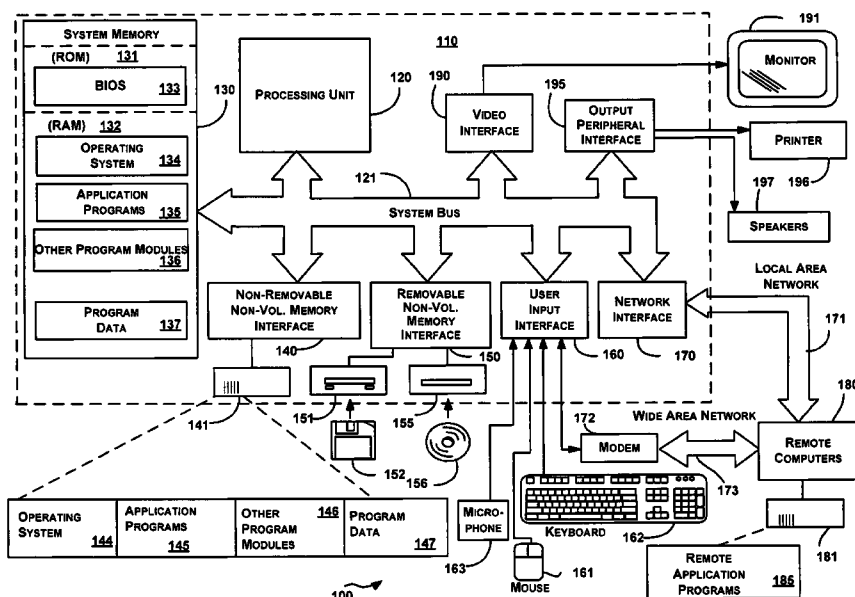 SYSTEM MEMORY
(ROM) 131
BIOS 133
(RAM) 132
OPERATING
SYSTEM 134
APPLICATION
PROGRAMS 135
OTHER PROGRAM MODULES
136
PROGRAM
DATA 137
130
110
PROCESSING UNIT
120
190
VIDEO
INTERFACE
195
OUTPUT
PERIPHERAL
INTERFACE
191
MONITOR
PRINTER
196
197
SPEAKERS
121
SYSTEM BUS
NON-REMOVABLE
NON-VOL. MEMORY
INTERFACE
140
REMOVABLE
NON-VOL.
MEMORY
INTERFACE
150
USER
INPUT
INTERFACE
160
NETWORK
INTERFACE
170
LOCAL AREA
NETWORK
171
141
151
152
155
156
172
MODEM
WIDE AREA NETWORK
173
180
REMOTE
COMPUTERS
181
REMOTE
APPLICATION
PROGRAMS 185
OPERATING
SYSTEM 144
APPLICATION
PROGRAMS
145
OTHER
PROGRAM
MODULES
146
PROGRAM
DATA
147
MICRO-
PHONE
163
KEYBOARD
162
MOUSE
161
100